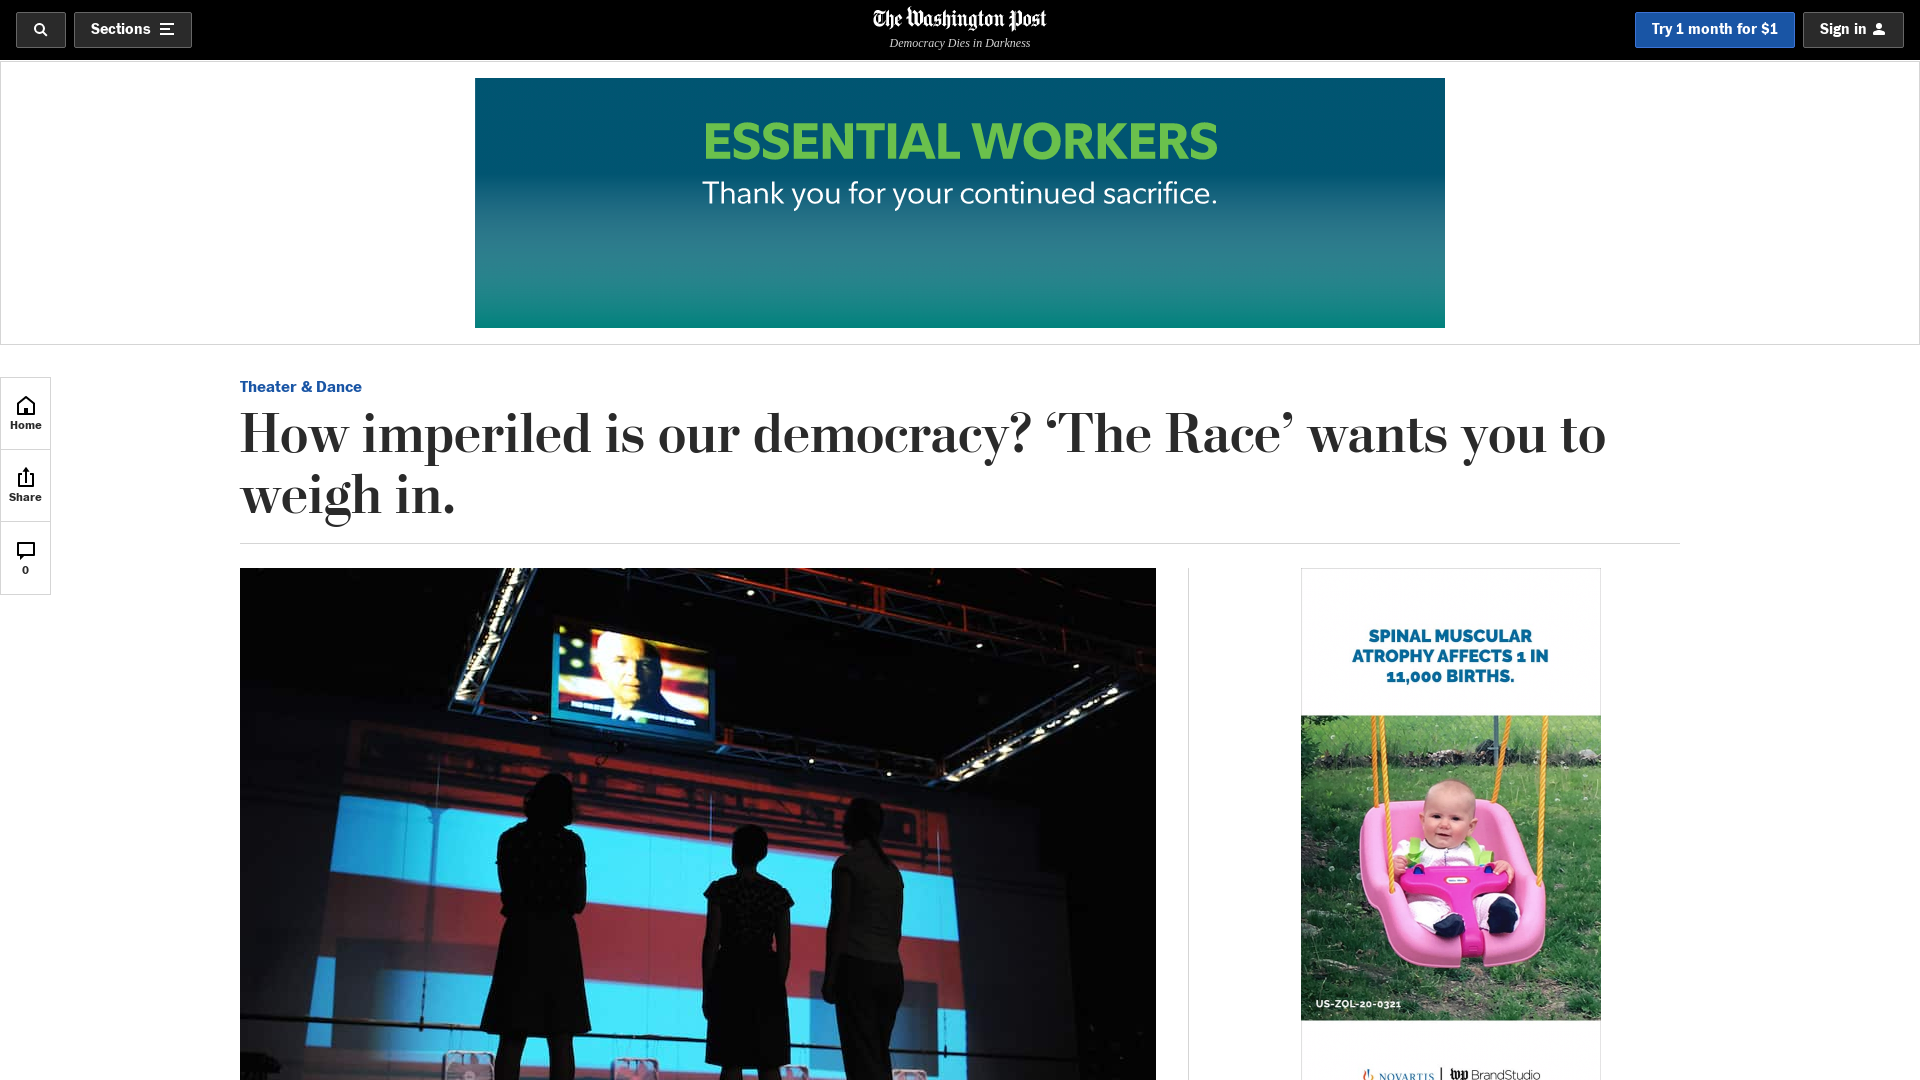 Sections
The Washington Post
Democracy Dies in Darkness
Try 1 month for $1
Sign in
ESSENTIAL WORKERS
Thank you for your continued sacrifice.
Home
Share
0
Theater & Dance
How imperiled is our democracy? ‘The Race’ wants you to
weigh in.
SPINAL MUSCULAR
ATROPHY AFFECTS 1 IN
11,000 BIRTHS.
US-ZOL-20-0321
NOVARTIS | WP BrandStudio